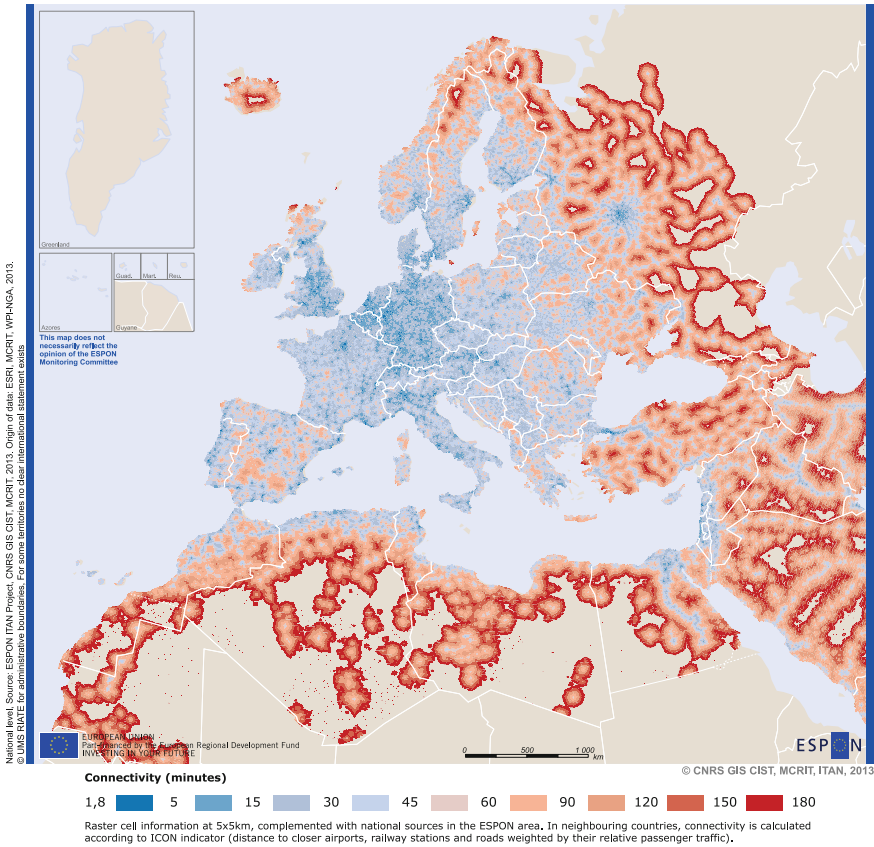 Greenland
Azores
Guad.
Mart.
Reu.
Guyane
This map does not
necessarily reflect the
opinion of the ESPON
Monitoring Committee
National level, Source: ESPON ITAN Project, CNRS GIS CIST, MCRIT, 2013. Origin of data: ESRI, MCRIT, WPI-NGA, 2013.
© UMS RIATE for administrative boundaries. For some territories no clear international statement exists
EUROPEAN UNION
Part-financed by the European Regional Development Fund
INVESTING IN YOUR FUTURE
0 500 1 000
km
ESPON
© CNRS GIS CIST, MCRIT, ITAN, 2013
Connectivity (minutes)
1,8 5 15 30 45 60 90 120 150 180
Raster cell information at 5x5km, complemented with national sources in the ESPON area. In neighbouring countries, connectivity is calculated
according to ICON indicator (distance to closer airports, railway stations and roads weighted by their relative passenger traffic).